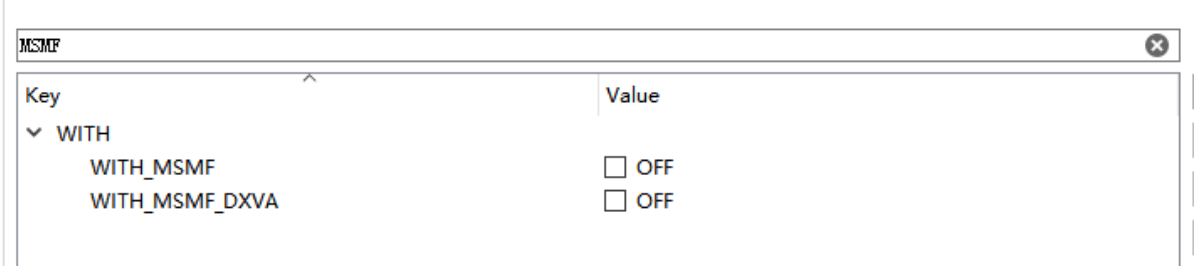 MSMF
Key Value
WITH
WITH_MSMF OFF
WITH_MSMF_DXVA OFF